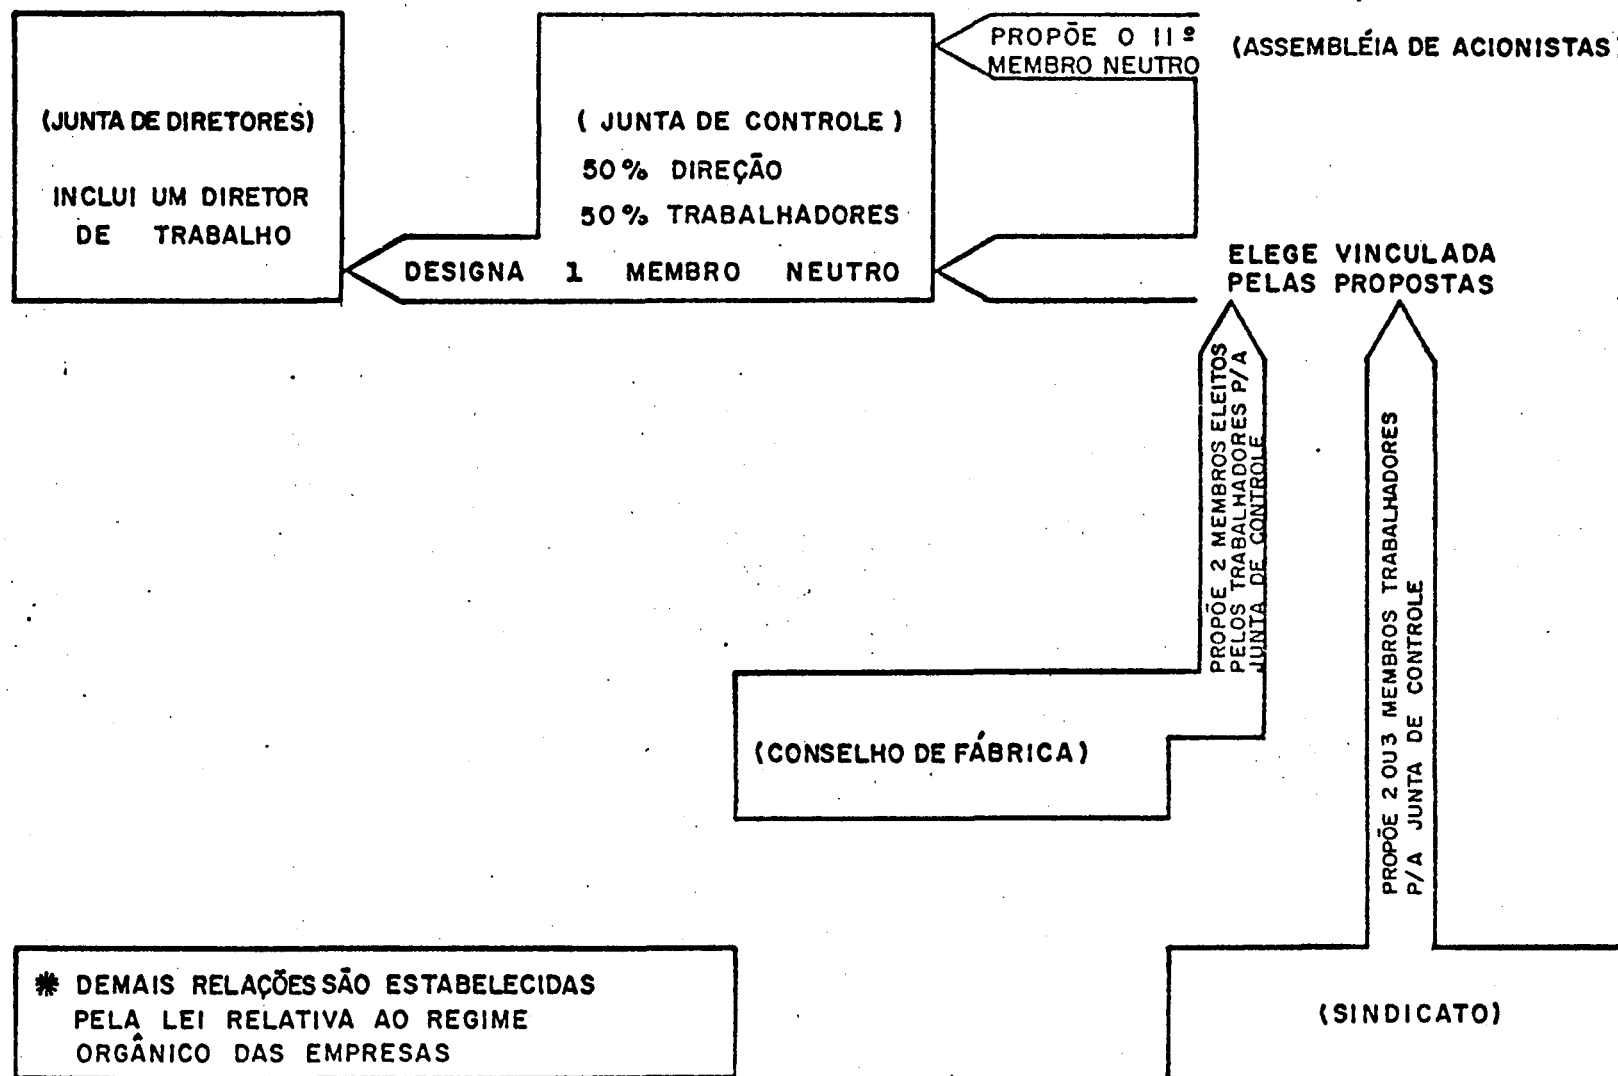 (JUNTA DE DIRETORES)
INCLUI UM DIRETOR
DE TRABALHO
( JUNTA DE CONTROLE )
50% DIREÇÃO
50% TRABALHADORES
DESIGNA 1 MEMBRO NEUTRO
PROPÕE O 11º
MEMBRO NEUTRO
(ASSEMBLÉIA DE ACIONISTAS)
ELEGE VINCULADA
PELAS PROPOSTAS
PROPÕE 2 MEMBROS ELEITOS
PELOS TRABALHADORES P/A
JUNTA DE CONTROLE
PROPÕE 2 OU 3 MEMBROS TRABALHADORES
P/A JUNTA DE CONTROLE
(CONSELHO DE FÁBRICA)
* DEMAIS RELAÇÕES SÃO ESTABELECIDAS
PELA LEI RELATIVA AO REGIME
ORGÂNICO DAS EMPRESAS
(SINDICATO)